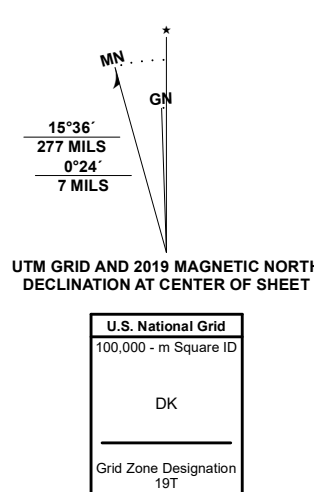 ★
MN
GN
15°36´
277 MILS
0°24´
7 MILS
UTM GRID AND 2019 MAGNETIC NORTH
DECLINATION AT CENTER OF SHEET
U.S. National Grid
100,000 - m Square ID
DK
Grid Zone Designation
19T